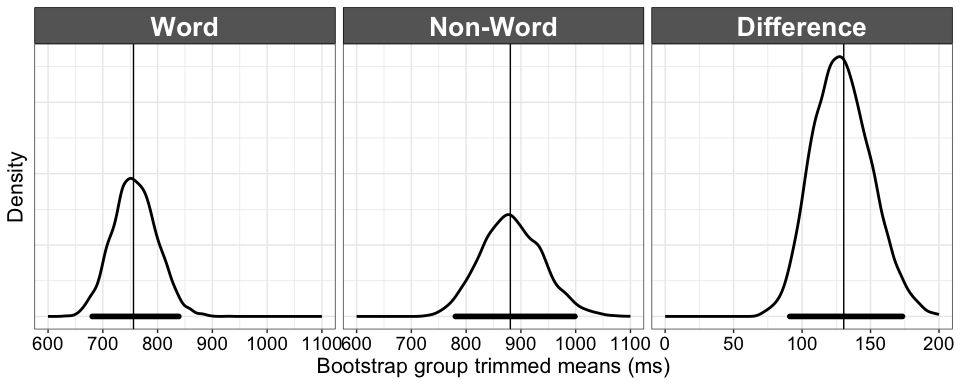 Word Non-Word Difference
Density
600 700 800 900 1000 1100 600 700 800 900 1000 1100 0 50 100 150 200
Bootstrap group trimmed means (ms)